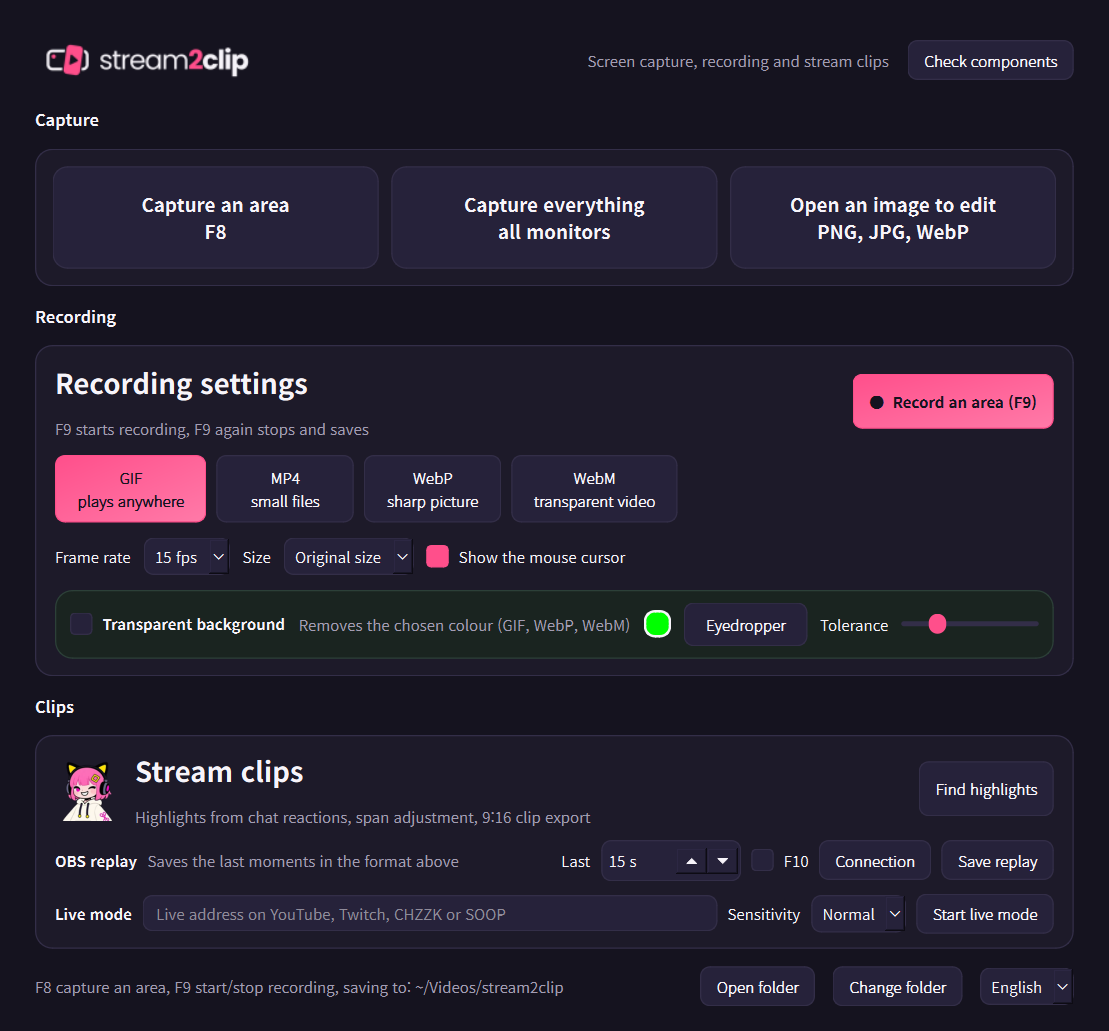 stream2clip
Screen capture, recording and stream clips
Check components
Capture
Capture an area
F8
Capture everything
all monitors
Open an image to edit
PNG, JPG, WebP
Recording
Recording settings
Record an area (F9)
F9 starts recording, F9 again stops and saves
GIF
plays anywhere
MP4
small files
WebP
sharp picture
WebM
transparent video
Frame rate
15 fps
Size
Original size
Show the mouse cursor
Transparent background
Removes the chosen colour (GIF, WebP, WebM)
Eyedropper
Tolerance
Clips
Stream clips
Find highlights
Highlights from chat reactions, span adjustment, 9:16 clip export
OBS replay
Saves the last moments in the format above
Last
15 s
F10
Connection
Save replay
Live mode
Live address on YouTube, Twitch, CHZZK or SOOP
Sensitivity
Normal
Start live mode
F8 capture an area, F9 start/stop recording, saving to: ~/Videos/stream2clip
Open folder
Change folder
English